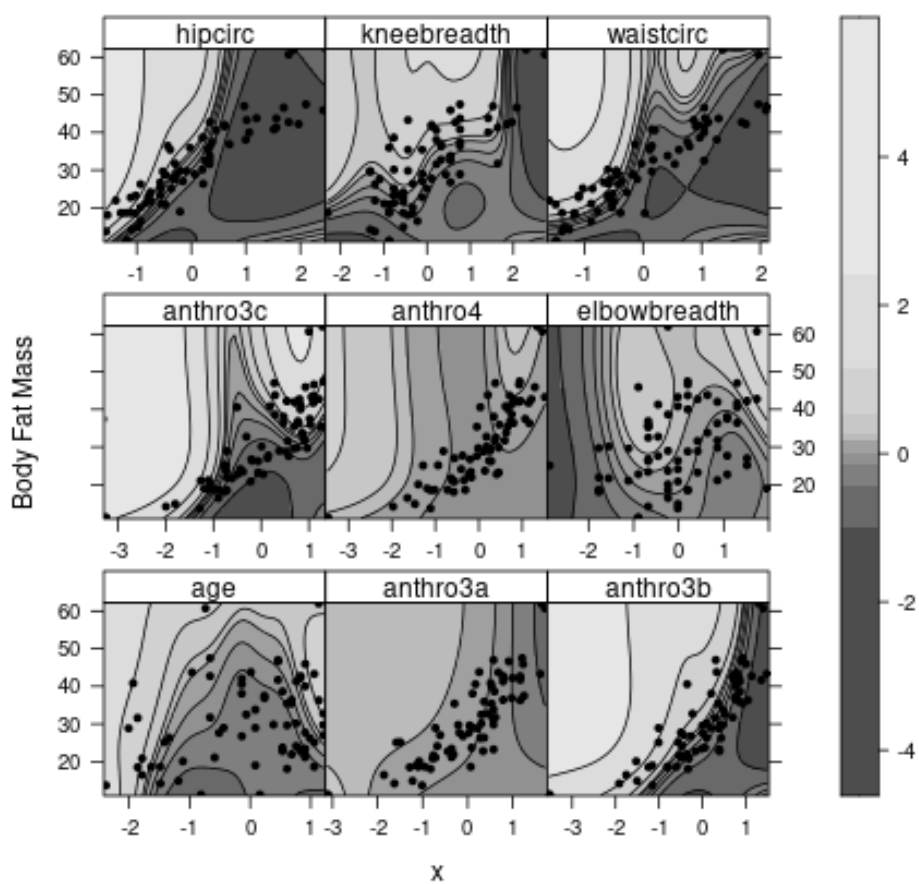 hipcirc kneebreadth waistcirc
60
50
40
30
20
-1 0 1 2 -2 -1 0 1 2 -1 0 1 2
anthro3c anthro4 elbowbreadth
60
50
40
30
20
-3 -2 -1 0 1 -3 -2 -1 0 1 -2 -1 0 1
age anthro3a anthro3b
60
50
40
30
20
-2 -1 0 1 -3 -2 -1 0 1 -3 -2 -1 0 1
Body Fat Mass
x
4
2
0
-2
-4